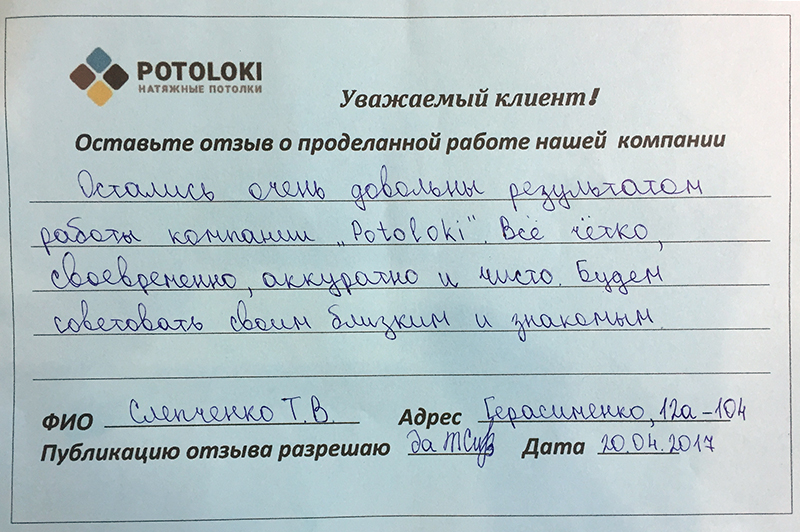 POTOLOKI
НАТЯЖНЫЕ ПОТОЛКИ
Уважаемый клиент!
Оставьте отзыв о проделанной работе нашей компании
Остались очень довольны результатом
работы компании „Potoloki". Всё чётко,
своевременно, аккуратно и чисто. Будем
советовать своим близким и знакомым.
ФИО Слепченко Т.В. Адрес Герасименко, 12а-104
Публикацию отзыва разрешаю да Дата 20.04.2017